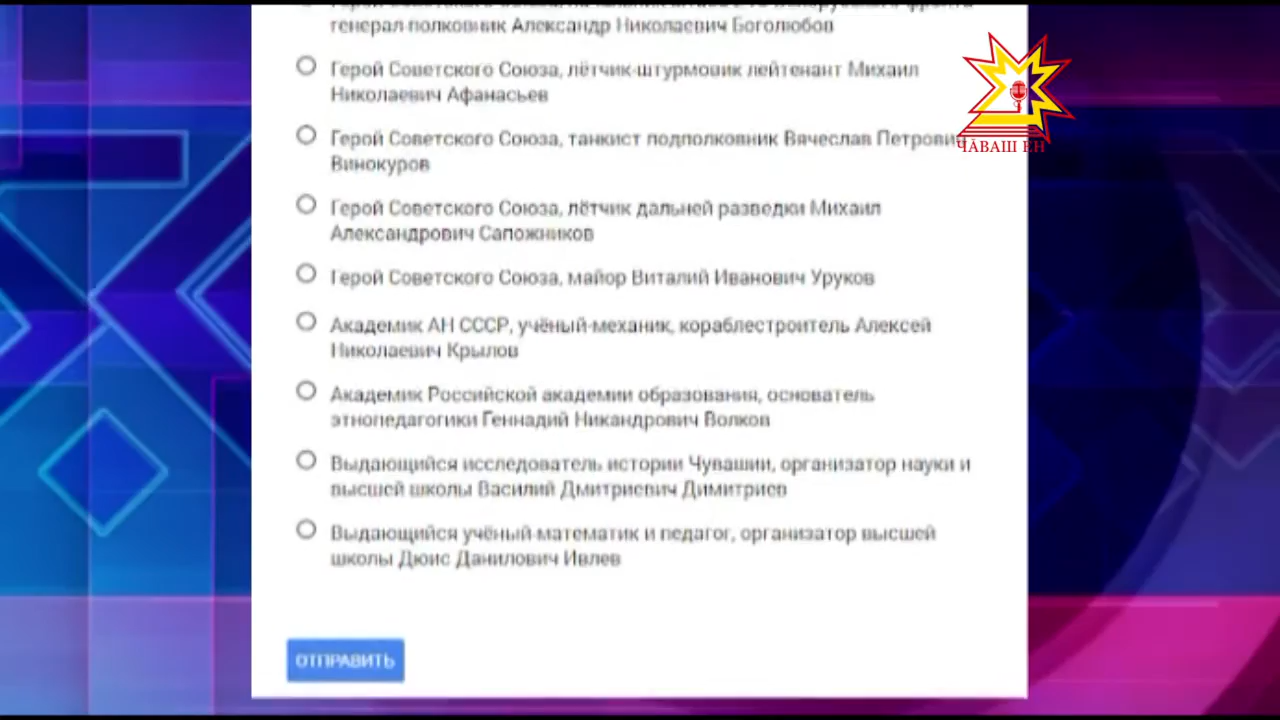 генерал-полковник Александр Николаевич Боголюбов
Герой Советского Союза, лётчик-штурмовик лейтенант Михаил
Николаевич Афанасьев
Герой Советского Союза, танкист подполковник Вячеслав Петрович
Винокуров
Герой Советского Союза, лётчик дальней разведки Михаил
Александрович Сапожников
Герой Советского Союза, майор Виталий Иванович Уруков
Академик АН СССР, учёный-механик, кораблестроитель Алексей
Николаевич Крылов
Академик Российской академии образования, основатель
этнопедагогики Геннадий Никандрович Волков
Выдающийся исследователь истории Чувашии, организатор науки и
высшей школы Василий Дмитриевич Димитриев
Выдающийся учёный-математик и педагог, организатор высшей
школы Дюис Данилович Ивлев
ОТПРАВИТЬ
ЧӐВАШ ЕН